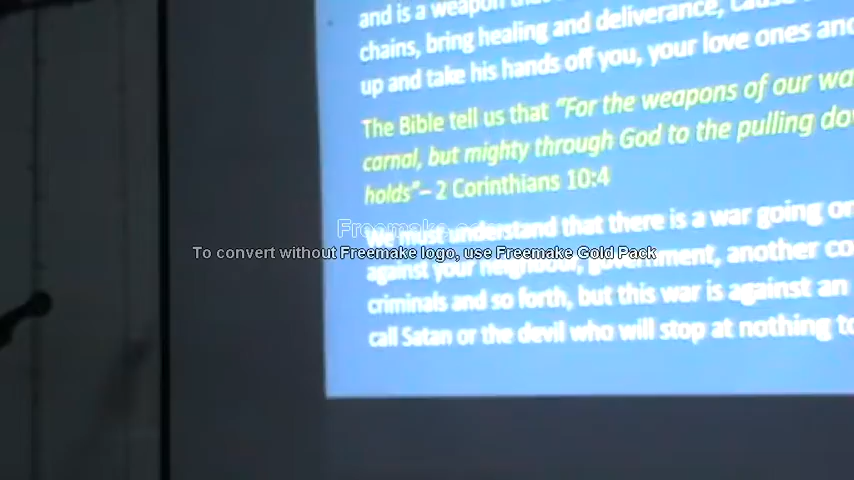 and is a weapon that
chains, bring healing and deliverance, cause
up and take his hands off you, your love ones and
The Bible tell us that "For the weapons of our wa
carnal, but mighty through God to the pulling do
holds"– 2 Corinthians 10:4
We must understand that there is a war going on
Freemake.com
To convert without Freemake logo, use Freemake Gold Pack
against your neighbour, government, another co
criminals and so forth, but this war is against an
call Satan or the devil who will stop at nothing to